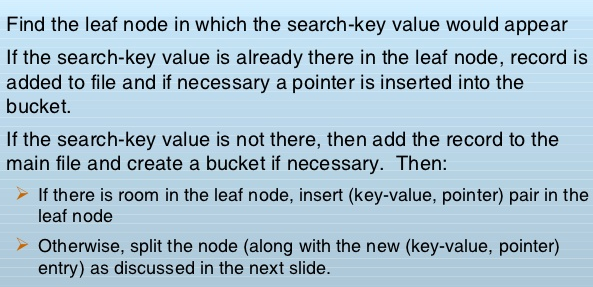 Find the leaf node in which the search-key value would appear
If the search-key value is already there in the leaf node, record is
added to file and if necessary a pointer is inserted into the
bucket.
If the search-key value is not there, then add the record to the
main file and create a bucket if necessary.  Then:
If there is room in the leaf node, insert (key-value, pointer) pair in the
leaf node
Otherwise, split the node (along with the new (key-value, pointer)
entry) as discussed in the next slide.